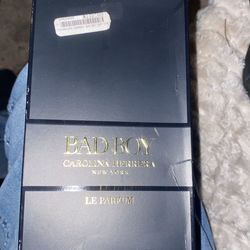 BAD BOY
CAROLINA HERRERA
NEW YORK
LE PARFUM